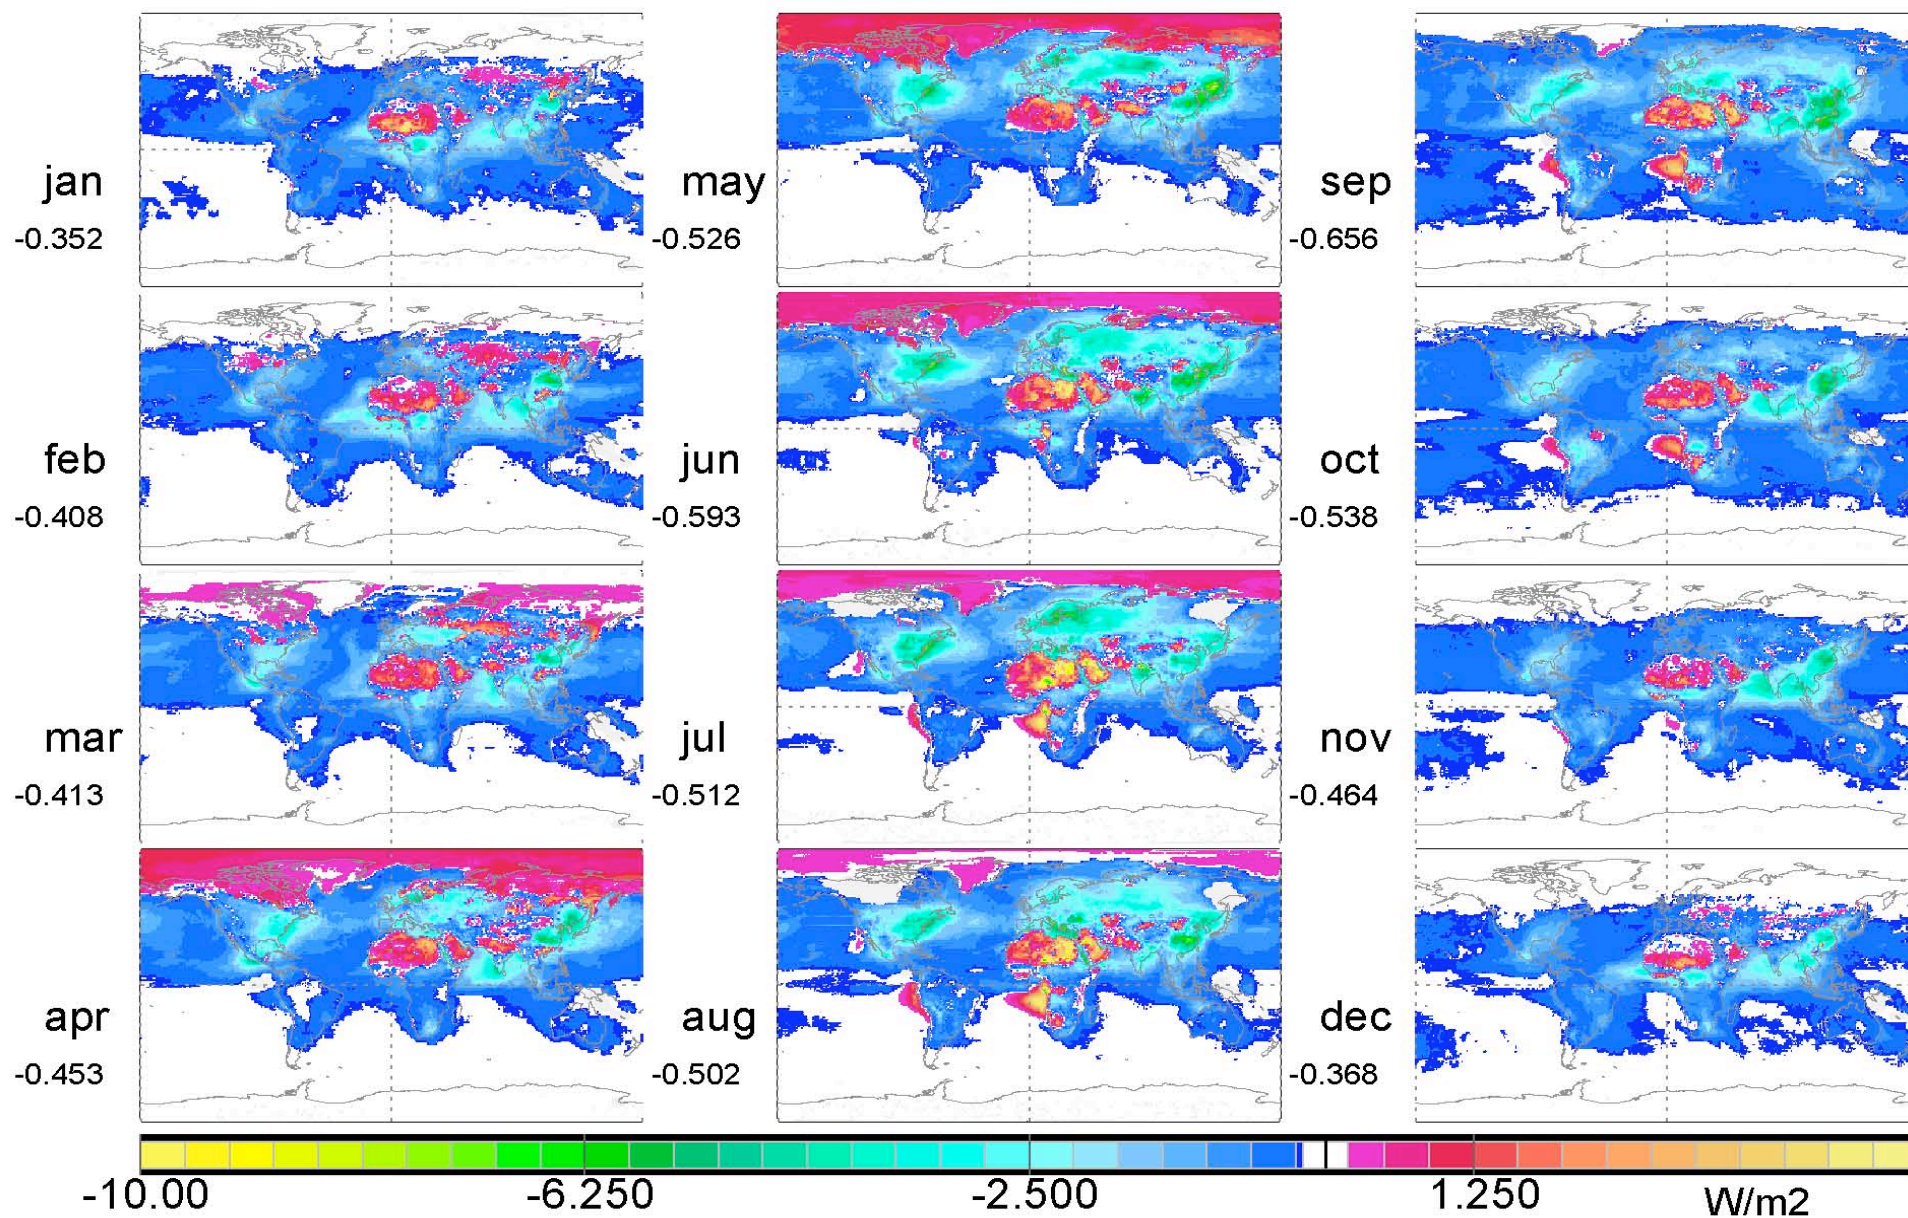 jan
-0.352
feb
-0.408
mar
-0.413
apr
-0.453
may
-0.526
jun
-0.593
jul
-0.512
aug
-0.502
sep
-0.656
oct
-0.538
nov
-0.464
dec
-0.368
-10.00 -6.250 -2.500 1.250 W/m2